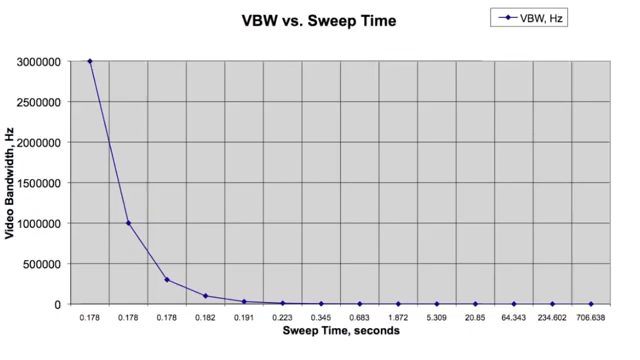 VBW vs. Sweep Time
VBW, Hz
3000000
2500000
2000000
1500000
1000000
500000
0
Video Bandwidth, Hz
0.178 0.178 0.178 0.182 0.191 0.223 0.345 0.683 1.872 5.309 20.85 64.343 234.602 706.638
Sweep Time, seconds